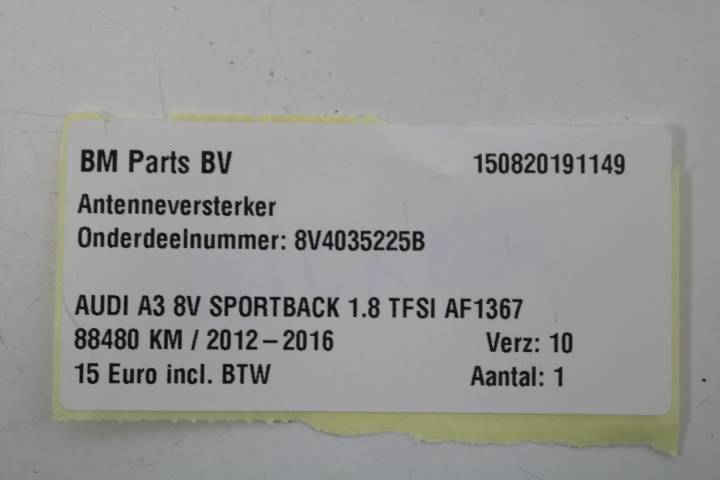 BM Parts BV 150820191149
Antenneversterker
Onderdeelnummer: 8V4035225B
AUDI A3 8V SPORTBACK 1.8 TFSI AF1367
88480 KM / 2012 – 2016 Verz: 10
15 Euro incl. BTW Aantal: 1